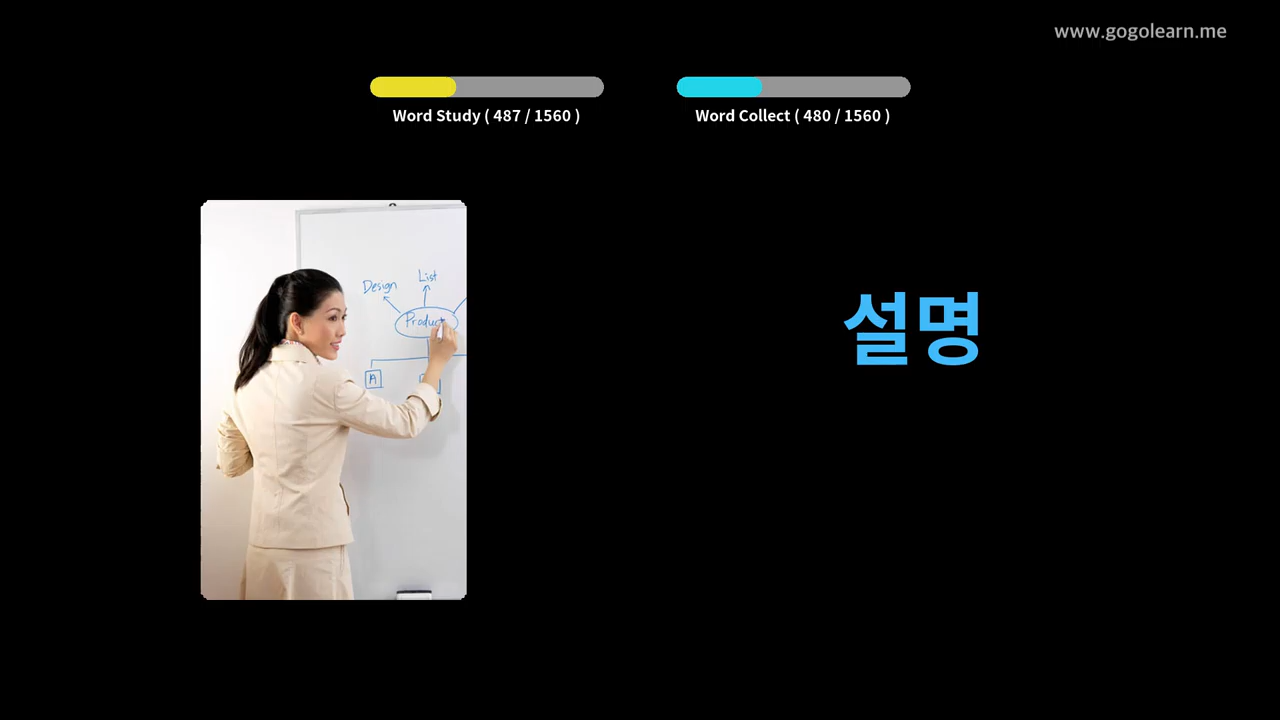 www.gogolearn.me
Word Study ( 487 / 1560 )
Word Collect ( 480 / 1560 )
설명
List
Design
Product
A